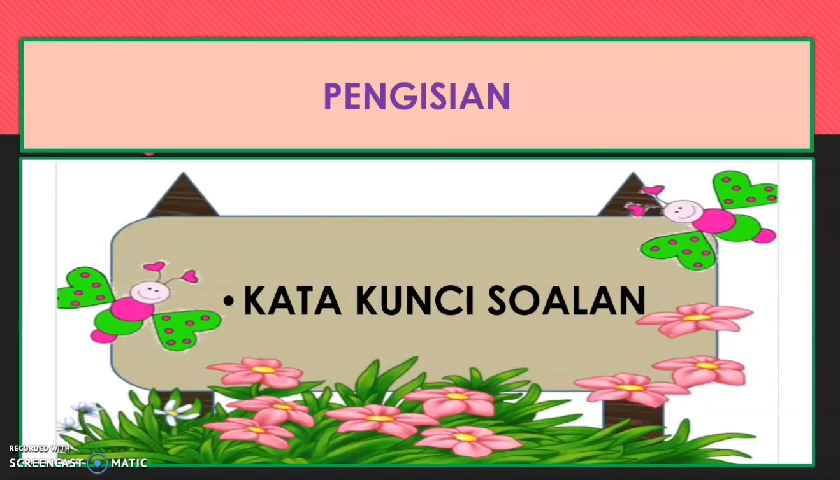 PENGISIAN
• KATA KUNCI SOALAN
RECORDED WITH
SCREENCAST MATIC